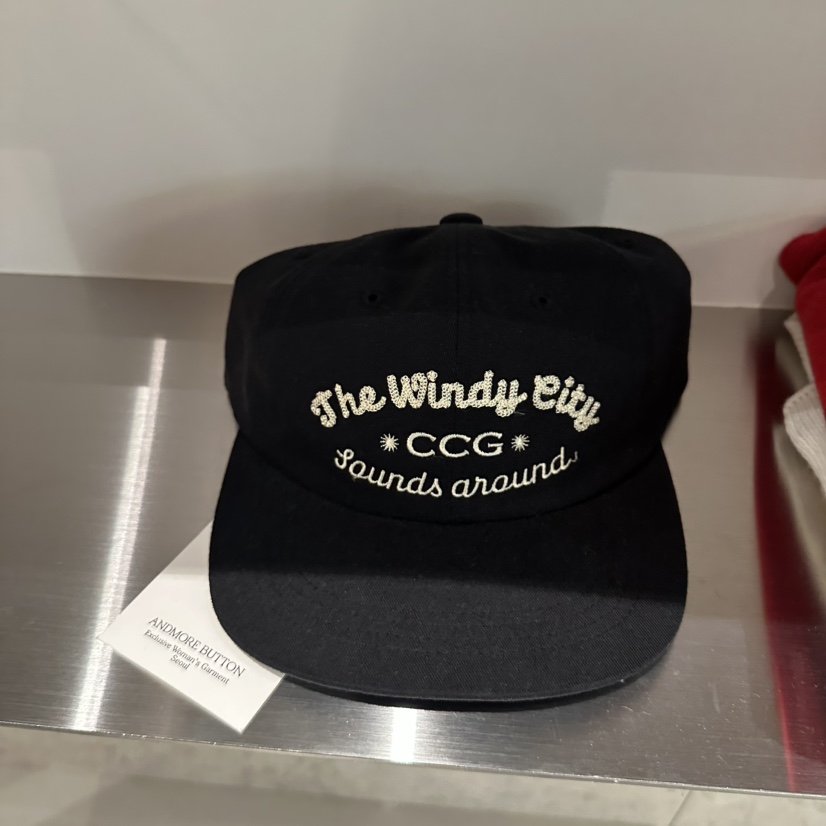 The Windy City
CCG
Sounds around.
ANDMORE BUTTON
Exclusive Woman's Garment
Seoul